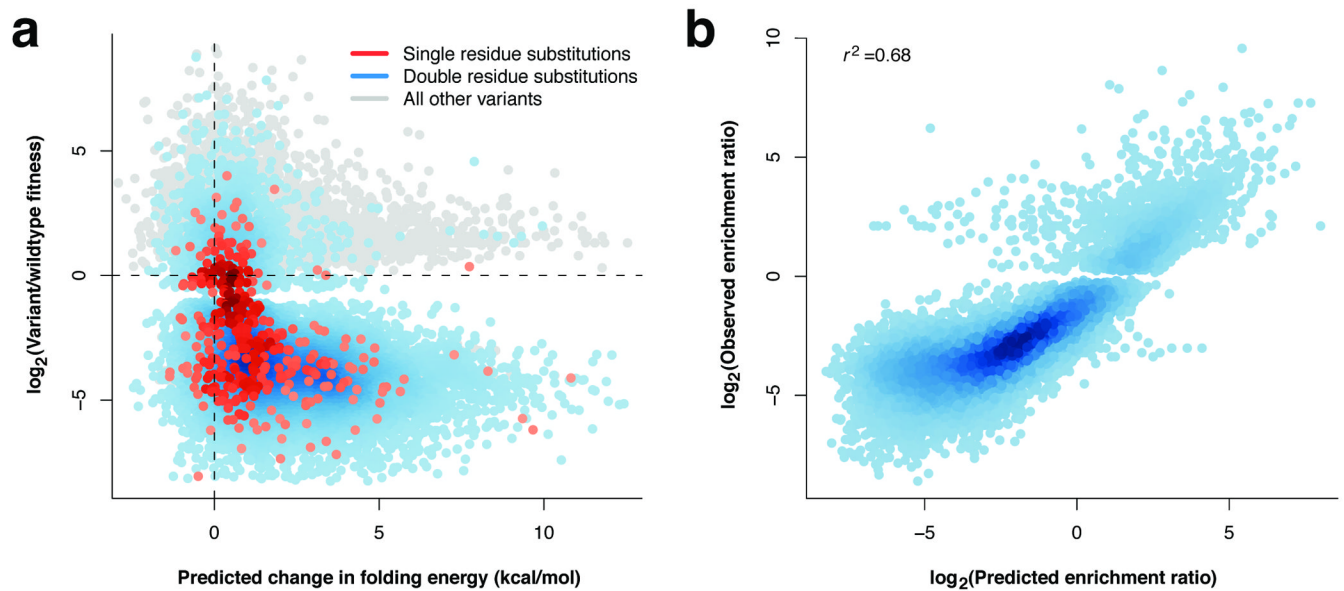 a
log2(Variant/wildtype fitness)
5
0
−5
Single residue substitutions
Double residue substitutions
All other variants
0
5
10
Predicted change in folding energy (kcal/mol)
b
log2(Observed enrichment ratio)
10
5
0
−5
r2 =0.68
−5
0
5
log2(Predicted enrichment ratio)